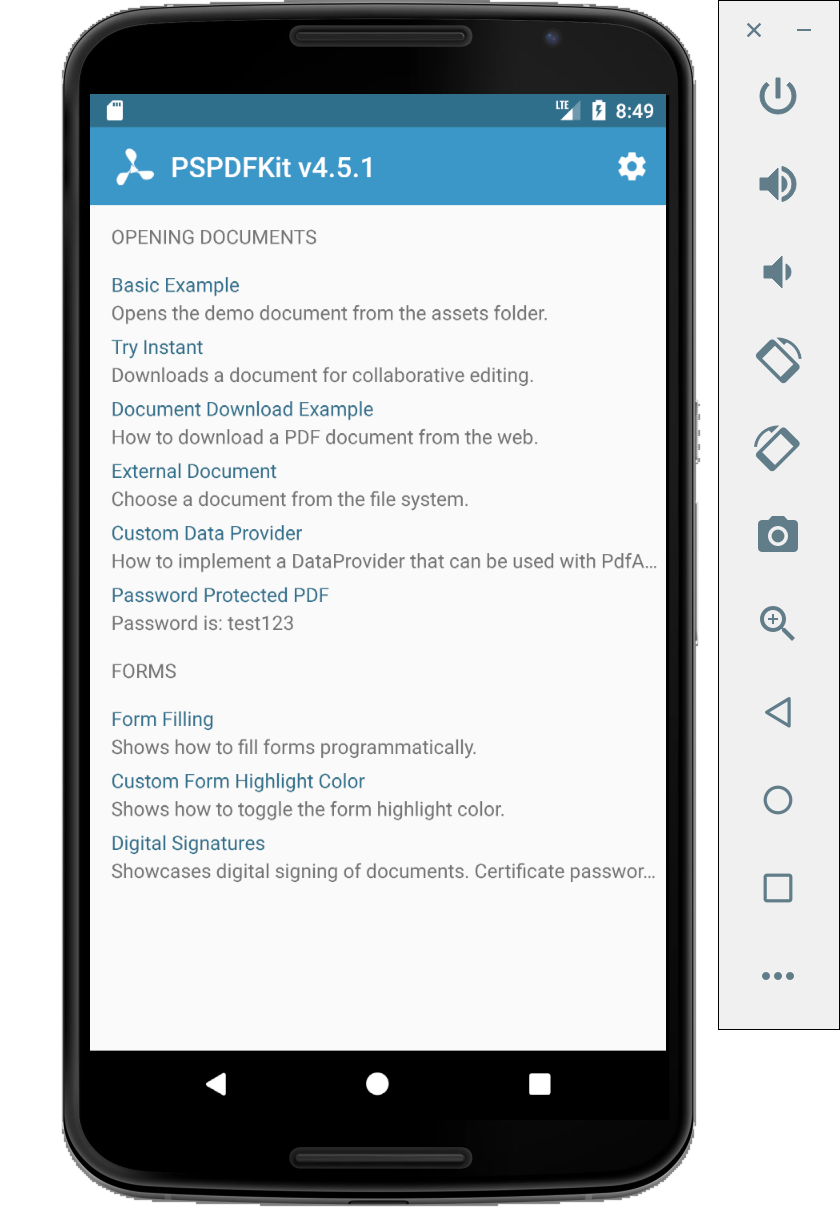 LTE 8:49
PSPDFKit v4.5.1
OPENING DOCUMENTS
Basic Example
Opens the demo document from the assets folder.
Try Instant
Downloads a document for collaborative editing.
Document Download Example
How to download a PDF document from the web.
External Document
Choose a document from the file system.
Custom Data Provider
How to implement a DataProvider that can be used with PdfA...
Password Protected PDF
Password is: test123
FORMS
Form Filling
Shows how to fill forms programmatically.
Custom Form Highlight Color
Shows how to toggle the form highlight color.
Digital Signatures
Showcases digital signing of documents. Certificate passwor...